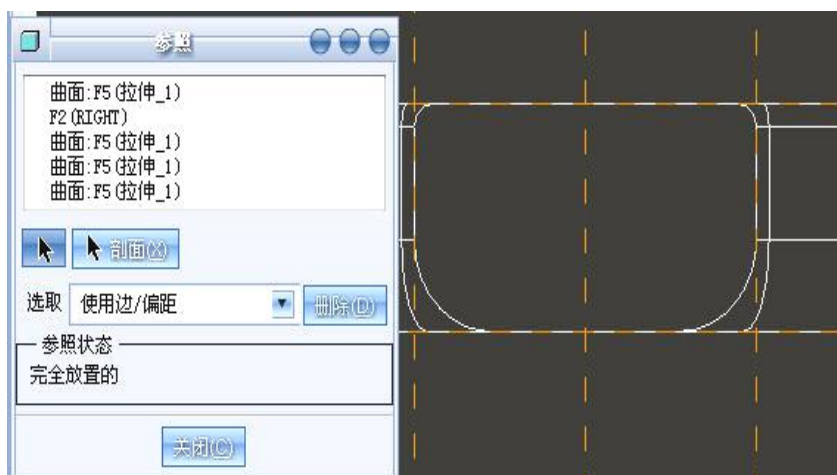 参照
曲面:F5(拉伸_1)
F2(RIGHT)
曲面:F5(拉伸_1)
曲面:F5(拉伸_1)
曲面:F5(拉伸_1)
剖面(X)
选取 使用边/偏距 删除(D)
参照状态
完全放置的
关闭(C)